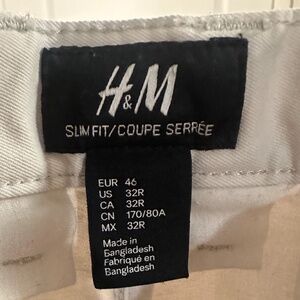 H&M
SLIM FIT/COUPE SERRÉE
EUR 46
US 32R
CA 32R
CN 170/80A
MX 32R
Made in
Bangladesh
Fabriqué en
Bangladesh